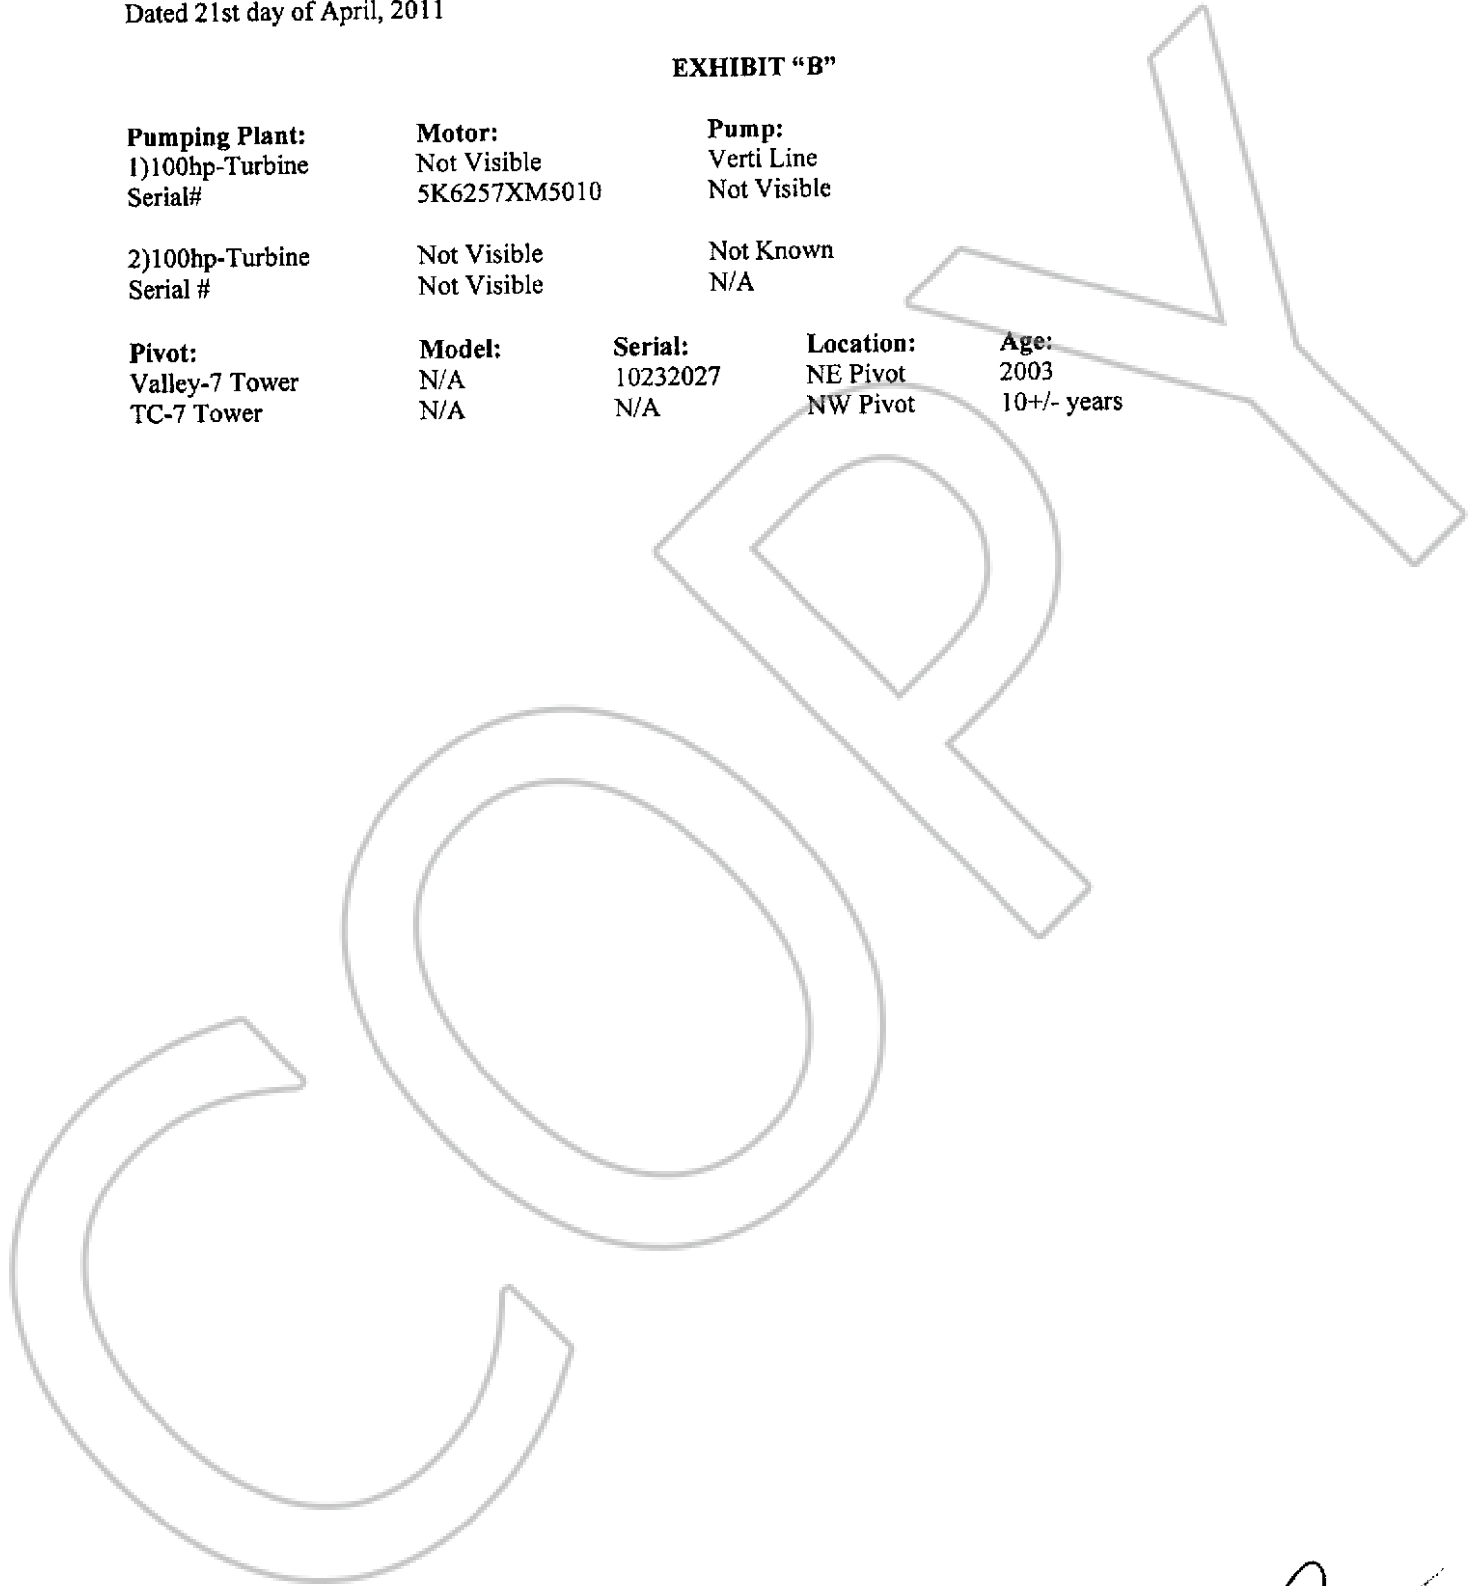 Dated 21st day of April, 2011
EXHIBIT “B”
Pumping Plant: Motor: Pump:
1)100hp-Turbine Not Visible Verti Line
Serial# 5K6257XM5010 Not Visible
2)100hp-Turbine Not Visible Not Known
Serial # Not Visible N/A
Pivot: Model: Serial: Location: Age:
Valley-7 Tower N/A 10232027 NE Pivot 2003
TC-7 Tower N/A N/A NW Pivot 10+/- years
COPY